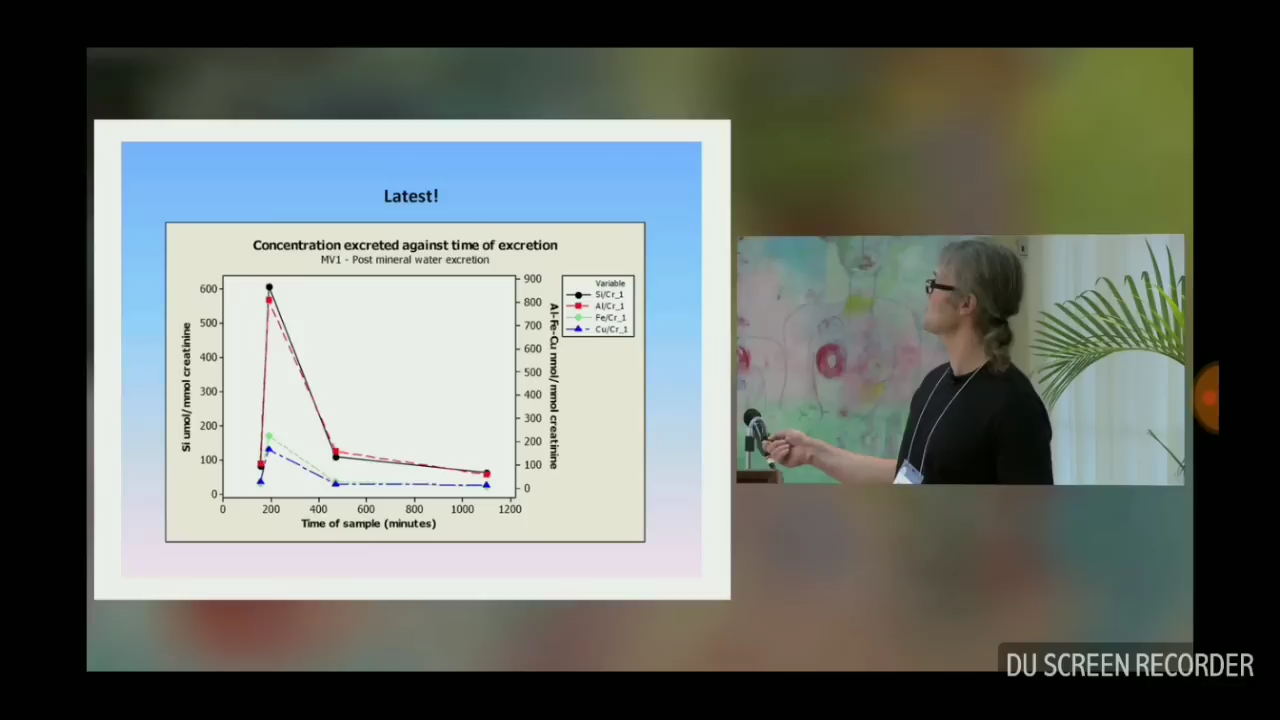 Latest!
Concentration excreted against time of excretion
MV1 - Post mineral water excretion
600
500
400
300
200
100
0
Si umol/mmol creatinine
900
800
700
600
500
400
300
200
100
0
Al-Fe-Cu nmol/mmol creatinine
Variable
Si/Cr_1
Al/Cr_1
Fe/Cr_1
Cu/Cr_1
0 200 400 600 800 1000 1200
Time of sample (minutes)
DU SCREEN RECORDER